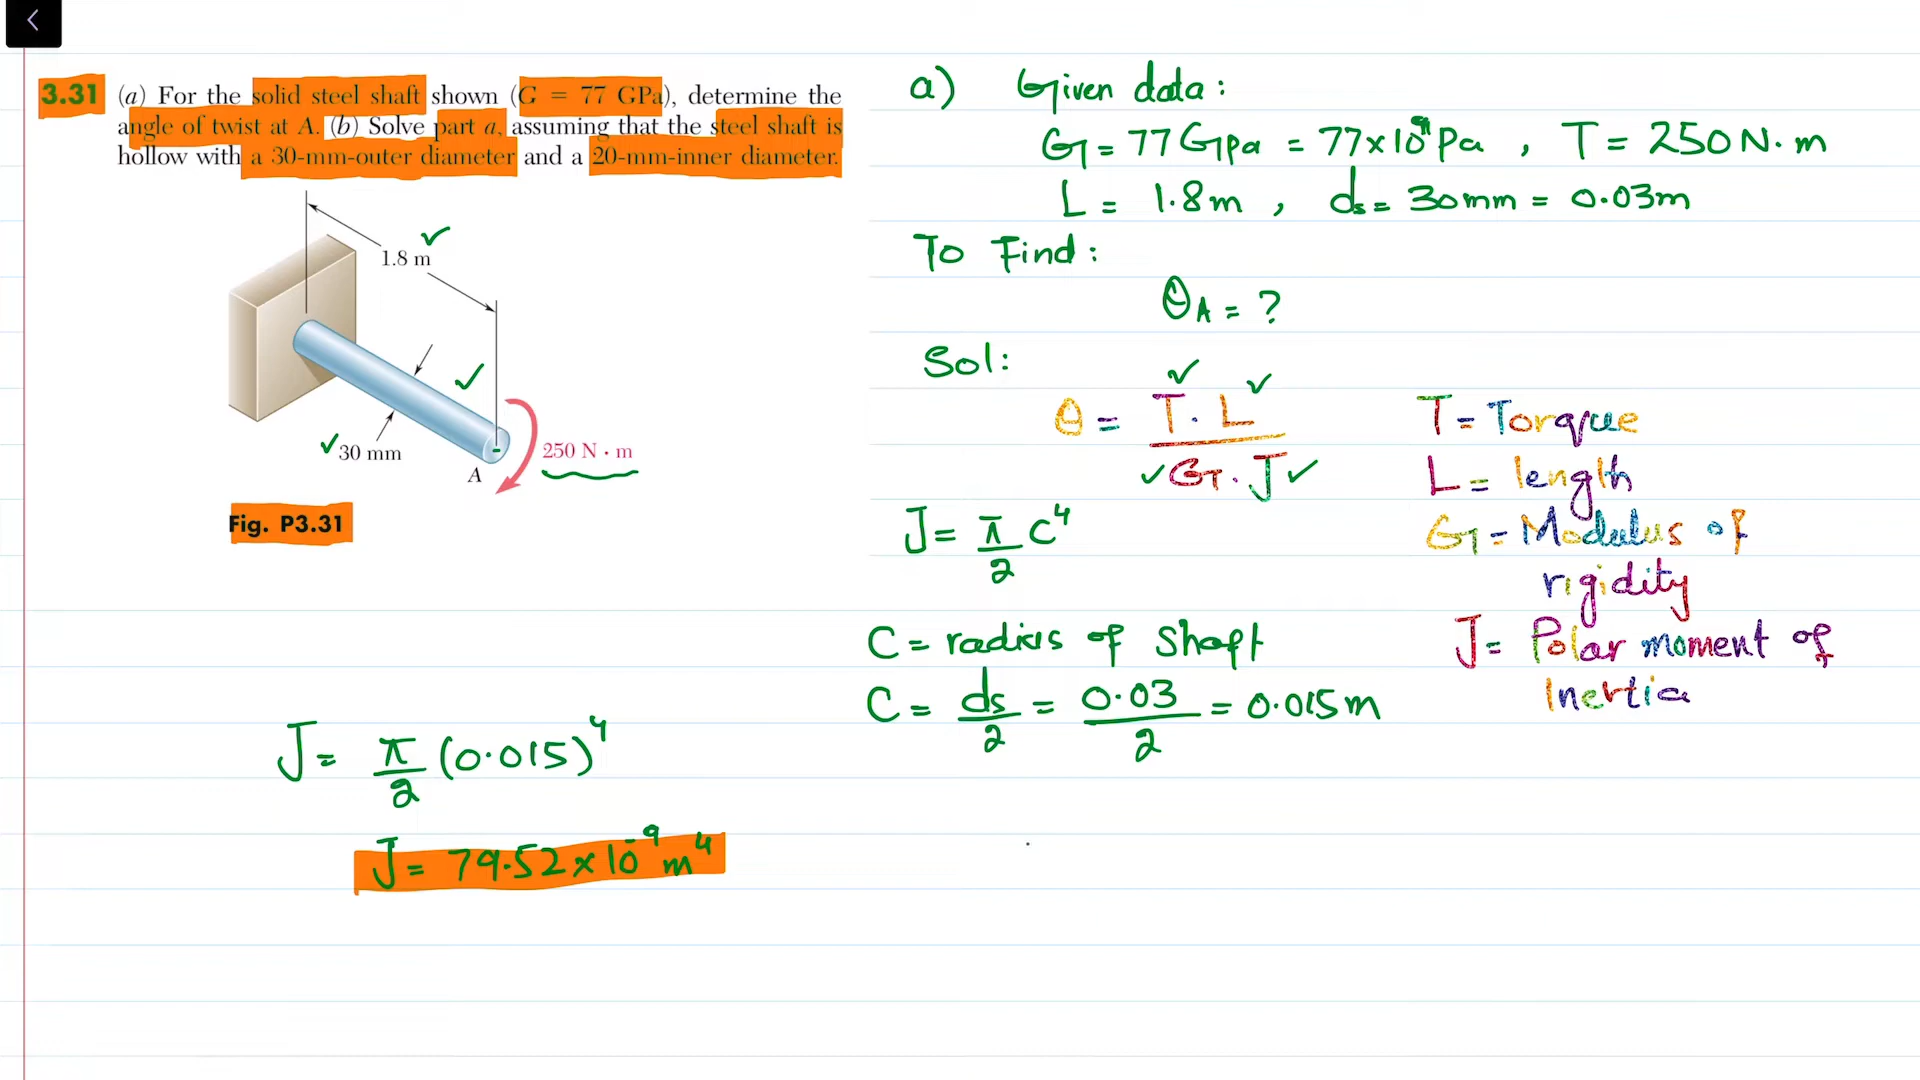 3.31 (a) For the solid steel shaft shown (G = 77 GPa), determine the
angle of twist at A. (b) Solve part a, assuming that the steel shaft is
hollow with a 30-mm-outer diameter and a 20-mm-inner diameter.
1.8 m
30 mm
A
250 N · m
Fig. P3.31
J = π/2 (0.015)⁴
J = 79.52 × 10⁻⁹ m⁴
a) Given data:
G = 77 GPa = 77 × 10⁹ Pa , T = 250 N·m
L = 1.8 m , ds = 30mm = 0.03m
To Find:
θA = ?
Sol:
θ = T·L / G·J
J = π/2 C⁴
C = radius of shaft
C = ds/2 = 0.03/2 = 0.015 m
T = Torque
L = length
G = Modulus of
rigidity
J = Polar moment of
Inertia